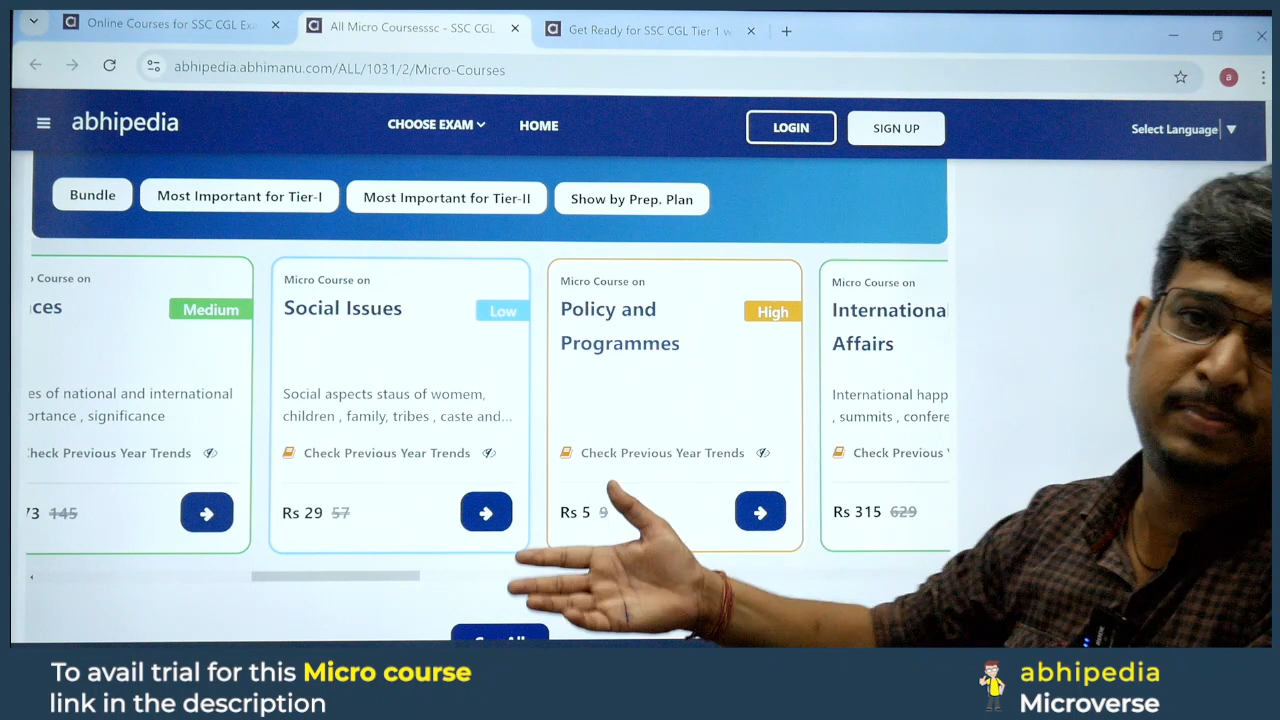 Online Courses for SSC CGL Exa
All Micro Coursesssc - SSC CGL
Get Ready for SSC CGL Tier 1 w
abhipedia.abhimanu.com/ALL/1031/2/Micro-Courses
a
abhipedia
CHOOSE EXAM
HOME
LOGIN
SIGN UP
Select Language
Bundle
Most Important for Tier-I
Most Important for Tier-II
Show by Prep. Plan
Course on
ces
Medium
es of national and international
ortance , significance
heck Previous Year Trends
73 145
Micro Course on
Social Issues
Low
Social aspects staus of womem,
children , family, tribes , caste and...
Check Previous Year Trends
Rs 29 57
Micro Course on
Policy and
Programmes
High
Check Previous Year Trends
Rs 5 9
Micro Course on
Internationa
Affairs
International happ
, summits , confere
Check Previous
Rs 315 629
To avail trial for this Micro course
link in the description
abhipedia
Microverse